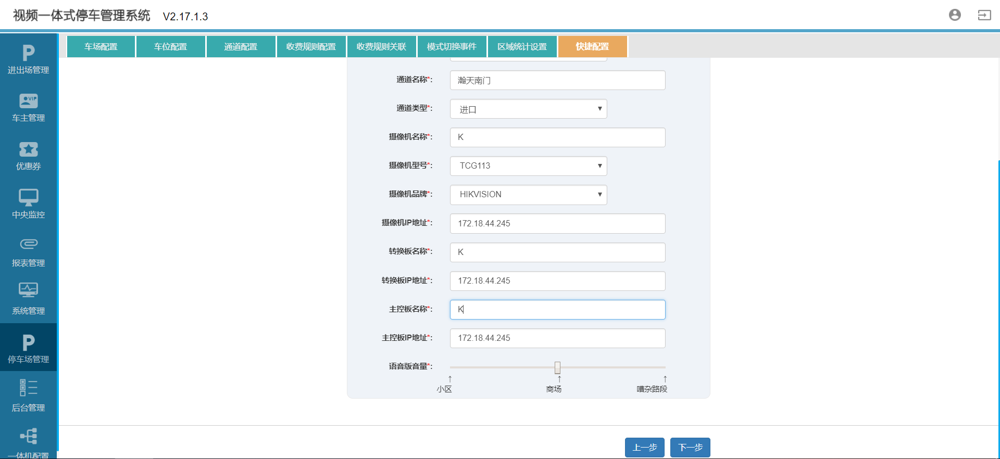 视频一体式停车管理系统 V2.17.1.3
车场配置 车位配置 通道配置 收费规则配置 收费规则关联 模式切换事件 区域统计设置 快捷配置
P
进出场管理
VIP
车主管理
优惠券
中央监控
报表管理
系统管理
P
停车场管理
后台管理
一体机配置
通道名称*: 瀚天南门
通道类型*: 进口
摄像机名称*: K
摄像机型号*: TCG113
摄像机品牌*: HIKVISION
摄像机IP地址*: 172.18.44.245
转换板名称*: K
转换板IP地址*: 172.18.44.245
主控板名称*: K
主控板IP地址*: 172.18.44.245
语音版音量*:
↑ ↑ ↑
小区 商场 嘈杂路段
上一步 下一步